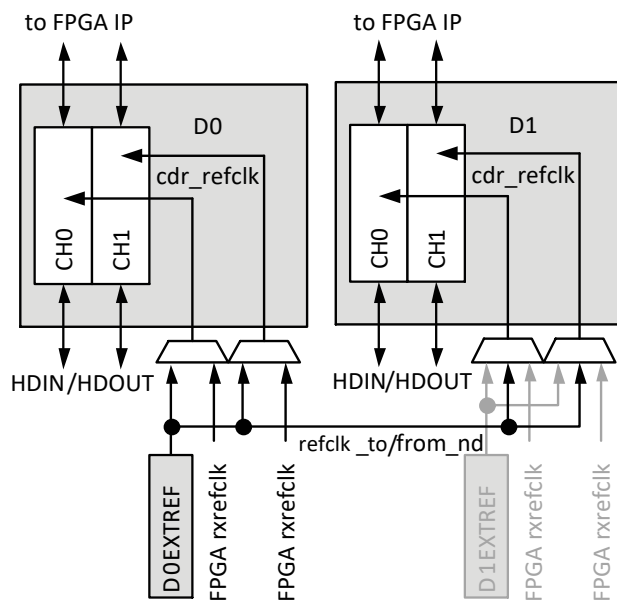 to FPGA IP
to FPGA IP
D0
D1
cdr_refclk
cdr_refclk
CH0
CH1
CH0
CH1
HDIN/HDOUT
HDIN/HDOUT
refclk _to/from_nd
D0EXTREF
FPGA rxrefclk
FPGA rxrefclk
D1EXTREF
FPGA rxrefclk
FPGA rxrefclk